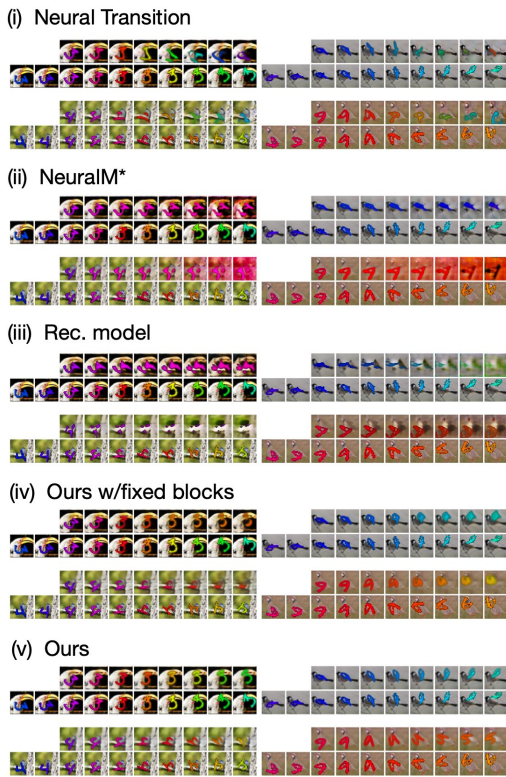 (i) Neural Transition
(ii) NeuralM*
(iii) Rec. model
(iv) Ours w/fixed blocks
(v) Ours